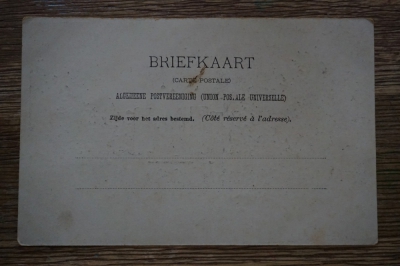 BRIEFKAART
(CARTE POSTALE)
ALGEMEENE POSTVEREENIGING (UNION POSTALE UNIVERSELLE)
Zijde voor het adres bestemd. (Côté réservé à l'adresse).